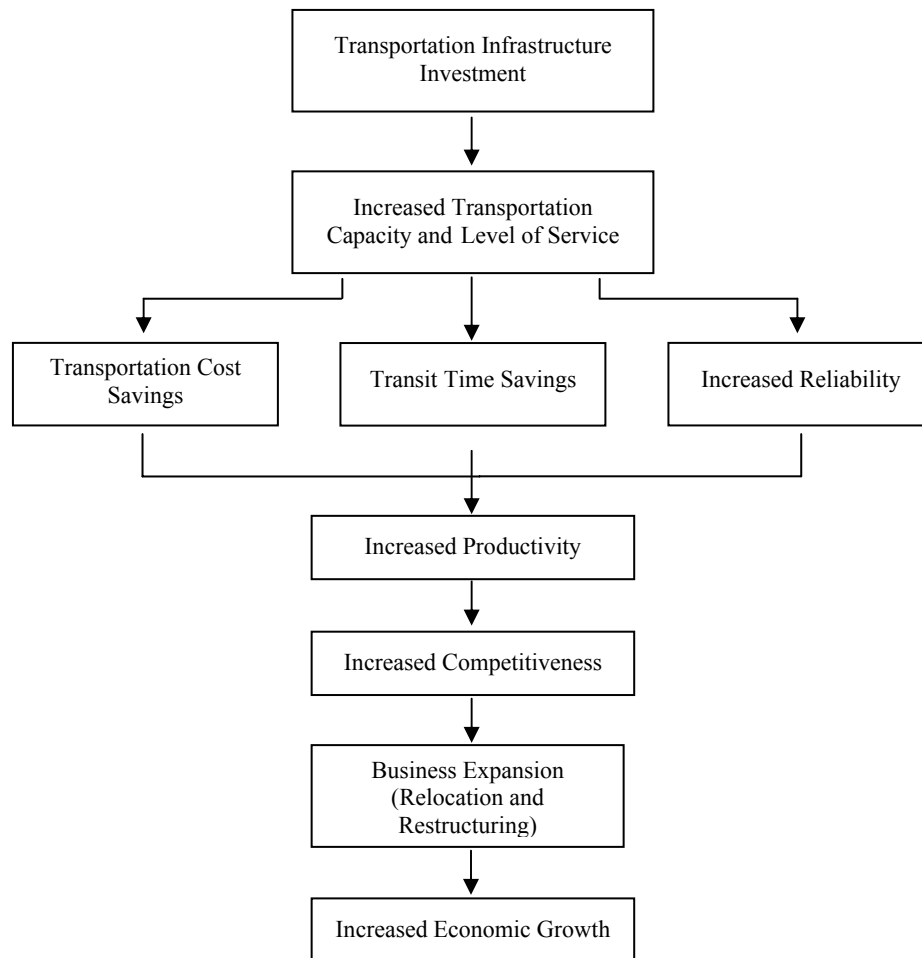 Transportation Infrastructure
Investment
Increased Transportation
Capacity and Level of Service
Transportation Cost
Savings
Transit Time Savings
Increased Reliability
Increased Productivity
Increased Competitiveness
Business Expansion
(Relocation and
Restructuring)
Increased Economic Growth